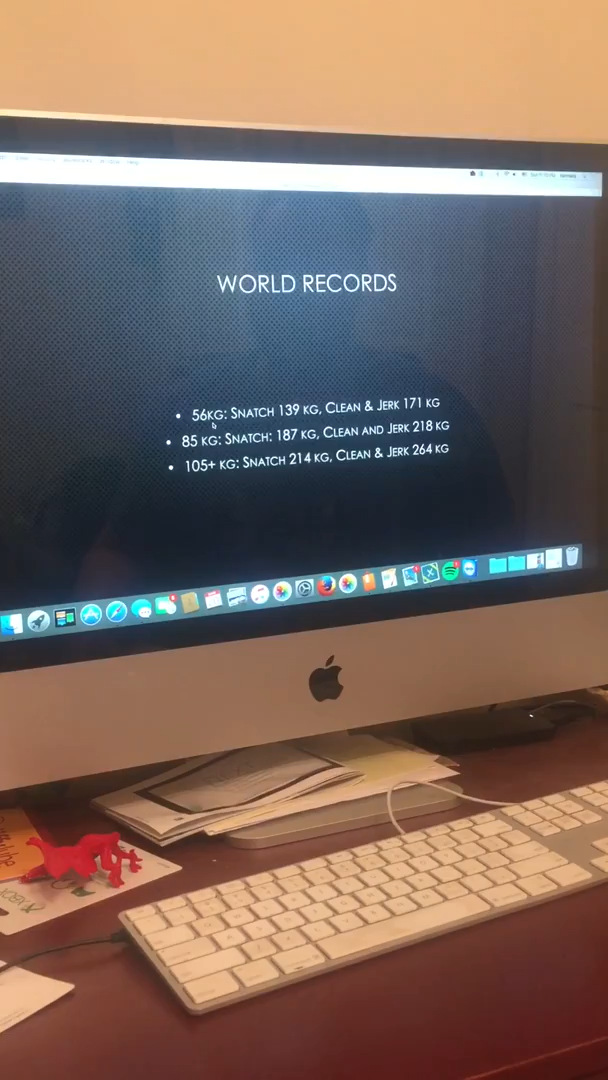 WORLD RECORDS
• 56KG: SNATCH 139 KG, CLEAN & JERK 171 KG
• 85 KG: SNATCH: 187 KG, CLEAN AND JERK 218 KG
• 105+ KG: SNATCH 214 KG, CLEAN & JERK 264 KG
XBOX